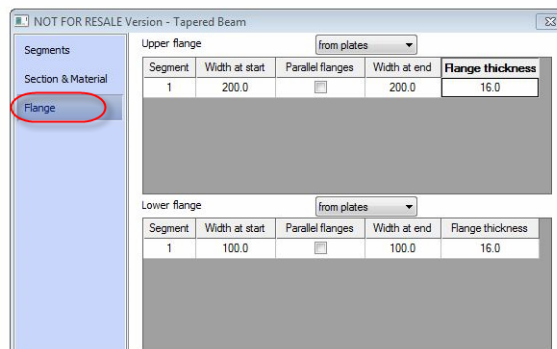 NOT FOR RESALE Version - Tapered Beam
Segments
Section & Material
Flange
Upper flange from plates
Segment Width at start Parallel flanges Width at end Flange thickness
1 200.0 200.0 16.0
Lower flange from plates
Segment Width at start Parallel flanges Width at end Flange thickness
1 100.0 100.0 16.0